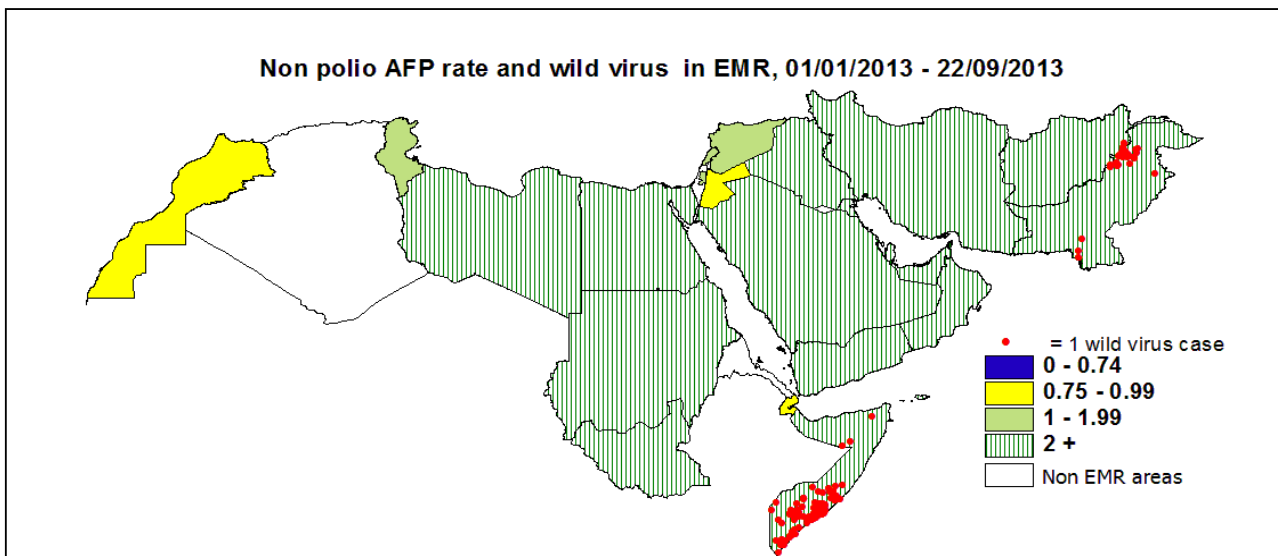 Non polio AFP rate and wild virus in EMR, 01/01/2013 - 22/09/2013
= 1 wild virus case
0 - 0.74
0.75 - 0.99
1 - 1.99
2 +
Non EMR areas